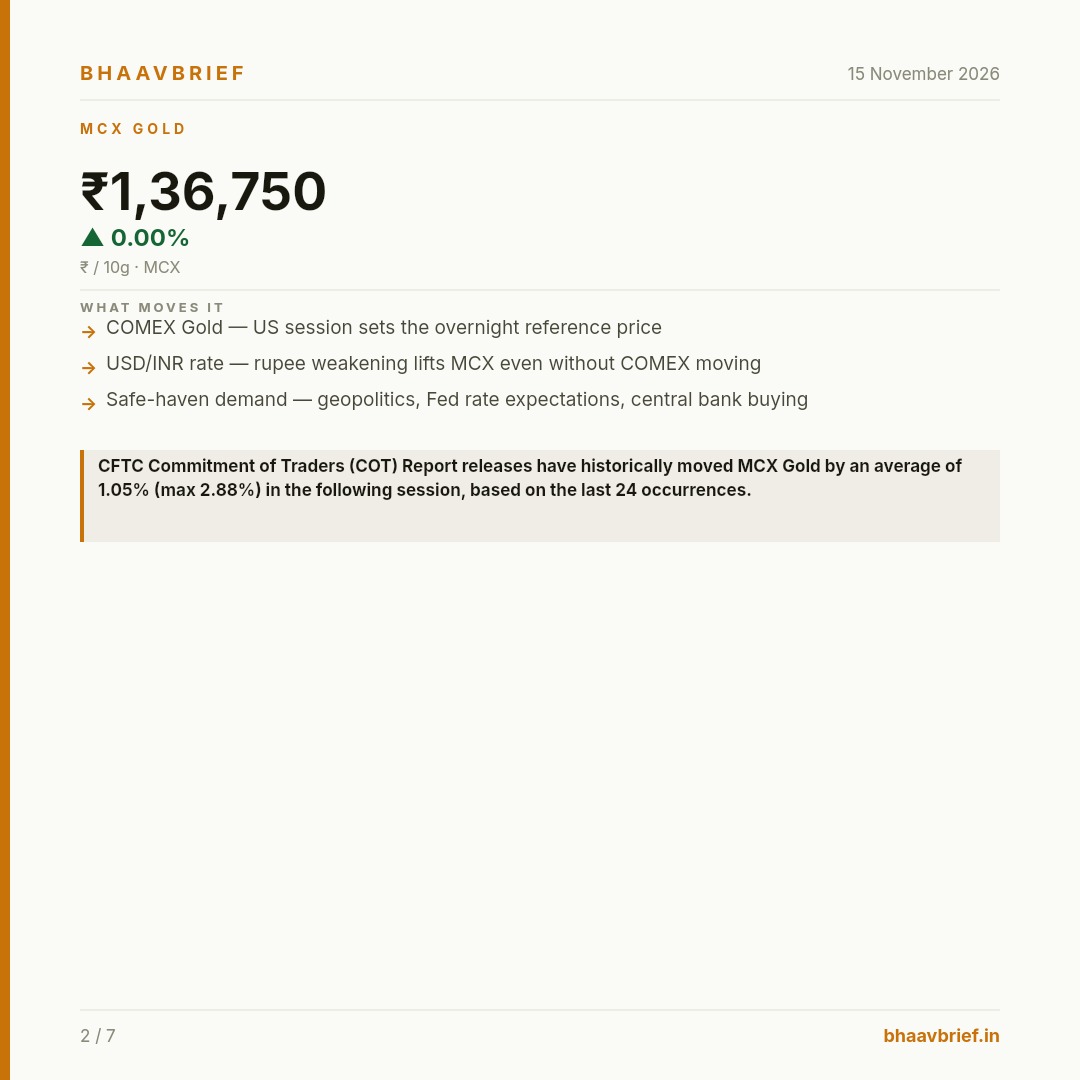 BHAAVBRIEF
15 November 2026
MCX GOLD
₹1,36,750
▲ 0.00%
₹ / 10g · MCX
WHAT MOVES IT
→ COMEX Gold — US session sets the overnight reference price
→ USD/INR rate — rupee weakening lifts MCX even without COMEX moving
→ Safe-haven demand — geopolitics, Fed rate expectations, central bank buying
CFTC Commitment of Traders (COT) Report releases have historically moved MCX Gold by an average of
1.05% (max 2.88%) in the following session, based on the last 24 occurrences.
2 / 7
bhaavbrief.in